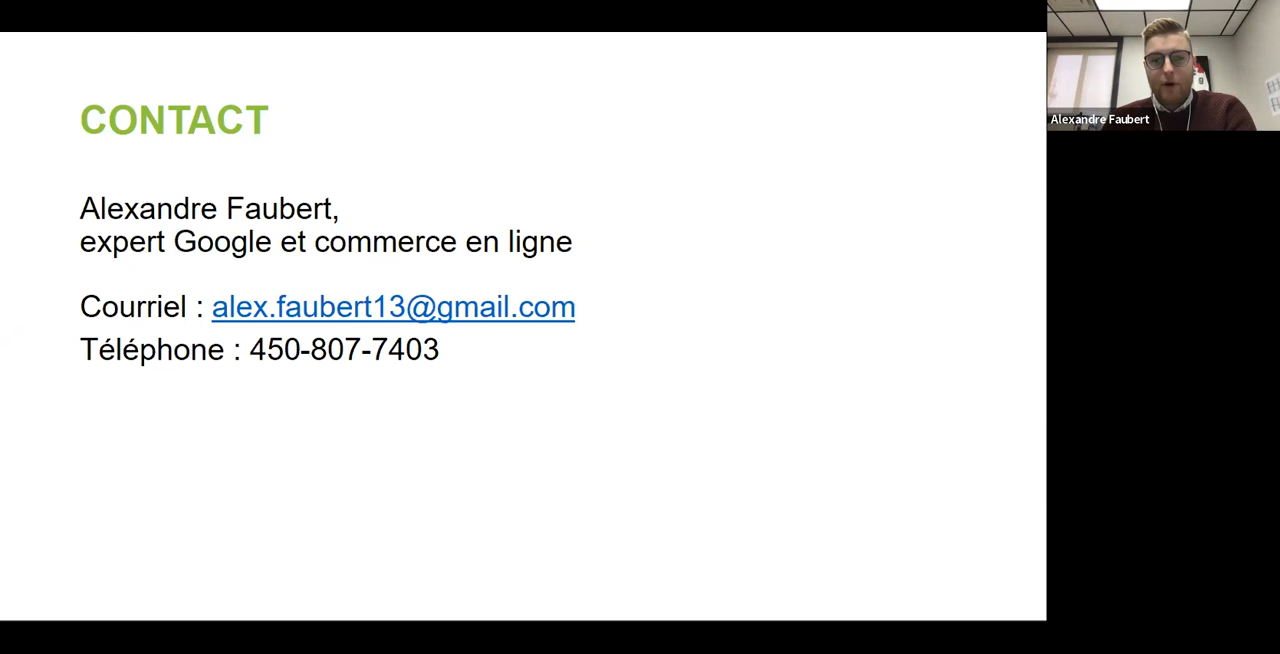 CONTACT
Alexandre Faubert,
expert Google et commerce en ligne
Courriel : alex.faubert13@gmail.com
Téléphone : 450-807-7403
Alexandre Faubert